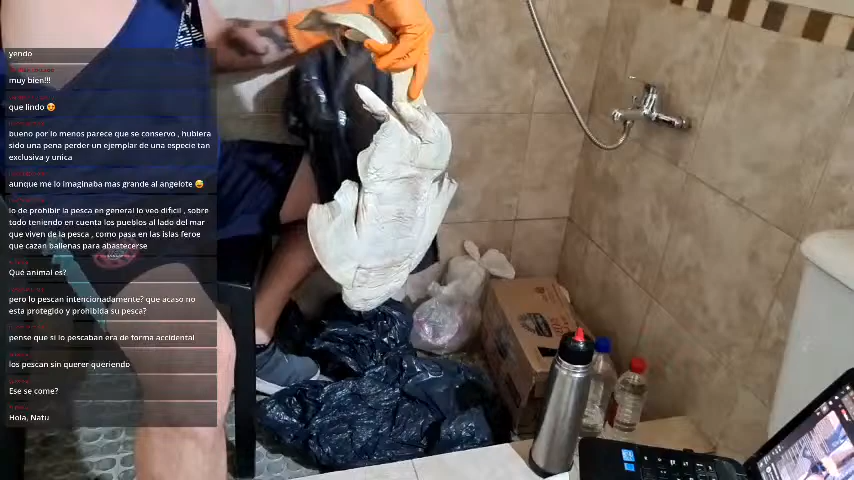 yendo
muy bien!!!
que lindo 😍
bueno por lo menos parece que se conservo , hubiera
sido una pena perder un ejemplar de una especie tan
exclusiva y unica
aunque me lo imaginaba mas grande al angelote 😅
lo de prohibir la pesca en general lo veo dificil , sobre
todo teniendo en cuenta los pueblos al lado del mar
que viven de la pesca , como pasa en las islas feroe
que cazan ballenas para abastecerse
Qué animal es?
pero lo pescan intencionadamente? que acaso no
esta protegido y prohibida su pesca?
pense que si lo pescaban era de forma accidental
los pescan sin querer queriendo
Ese se come?
Hola, Natu